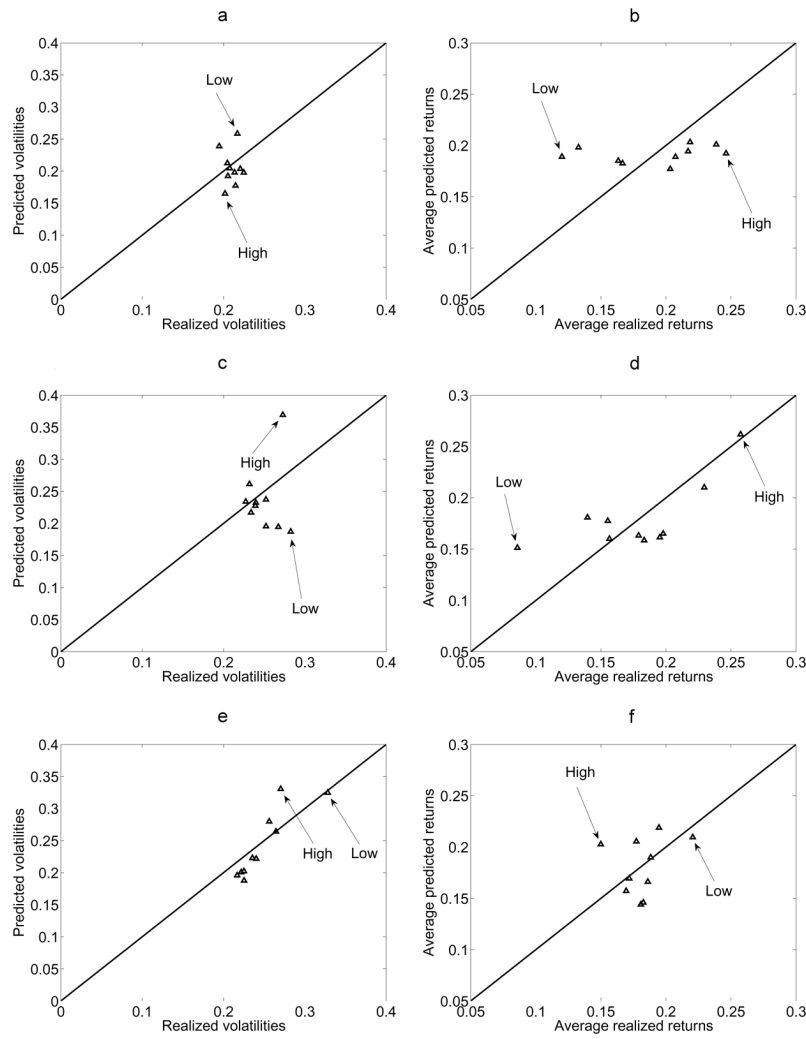 a
0.4
0.35
0.3
0.25
0.2
0.15
0.1
0.05
0
Predicted volatilities
Low
High
0
0.1
0.2
0.3
0.4
Realized volatilities
b
0.3
0.25
0.2
0.15
0.1
0.05
Average predicted returns
Low
High
0.05
0.1
0.15
0.2
0.25
0.3
Average realized returns
c
0.4
0.35
0.3
0.25
0.2
0.15
0.1
0.05
0
Predicted volatilities
High
Low
0
0.1
0.2
0.3
0.4
Realized volatilities
d
0.3
0.25
0.2
0.15
0.1
0.05
Average predicted returns
Low
High
0.05
0.1
0.15
0.2
0.25
0.3
Average realized returns
e
0.4
0.35
0.3
0.25
0.2
0.15
0.1
0.05
0
Predicted volatilities
High
Low
0
0.1
0.2
0.3
0.4
Realized volatilities
f
0.3
0.25
0.2
0.15
0.1
0.05
Average predicted returns
High
Low
0.05
0.1
0.15
0.2
0.25
0.3
Average realized returns